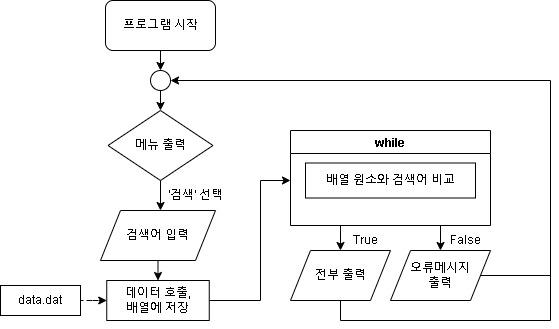 프로그램 시작
메뉴 출력
'검색' 선택
검색어 입력
data.dat
데이터 호출,
배열에 저장
while
배열 원소와 검색어 비교
True
False
전부 출력
오류메시지
출력